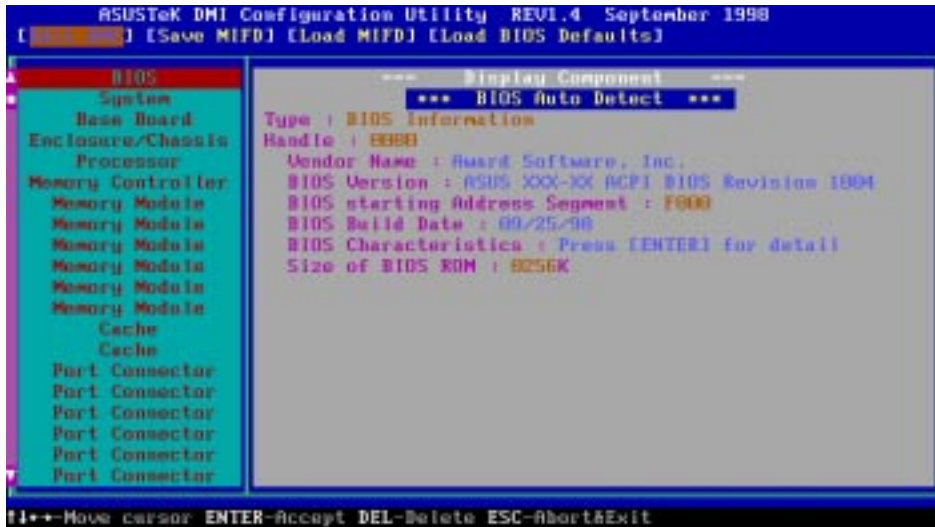 ASUSTeK DMI Configuration Utility REV1.4 September 1998
[ ] [Save MIFD] [Load MIFD] [Load BIOS Defaults]
BIOS
System
Base Board
Enclosure/Chassis
Processor
Memory Controller
Memory Module
Memory Module
Memory Module
Memory Module
Memory Module
Memory Module
Cache
Cache
Port Connector
Port Connector
Port Connector
Port Connector
Port Connector
Port Connector
--- Display Component ---
*** BIOS Auto Detect ***
Type : BIOS Information
Handle : 0000
Vendor Name : Award Software, Inc.
BIOS Version : ASUS XXX-XX ACPI BIOS Revision 1004
BIOS starting Address Segment : F000
BIOS Build Date : 09/25/98
BIOS Characteristics : Press [ENTER] for detail
Size of BIOS ROM : 0256K
↑↓←→-Move cursor ENTER-Accept DEL-Delete ESC-Abort&Exit